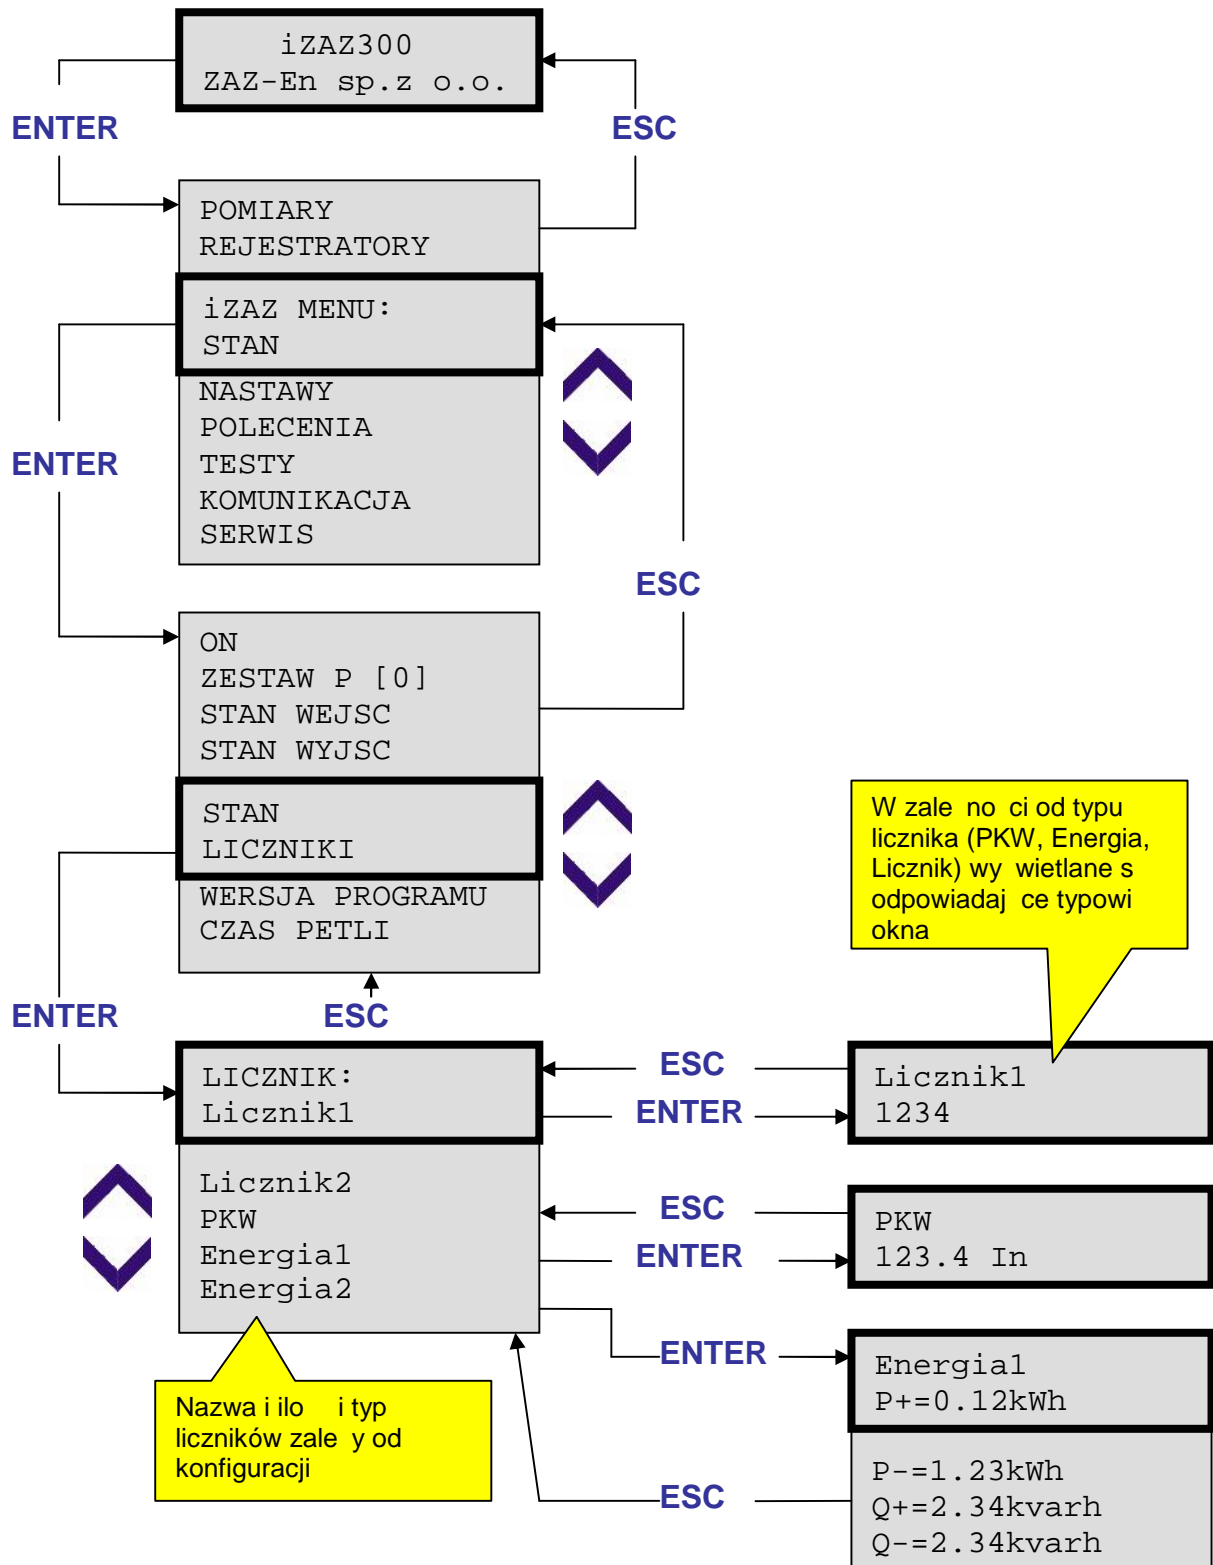 iZAZ300
ZAZ-En sp.z o.o.
ENTER
ESC
POMIARY
REJESTRATORY
iZAZ MENU:
STAN
NASTAWY
POLECENIA
TESTY
KOMUNIKACJA
SERWIS
ENTER
ESC
ON
ZESTAW P [0]
STAN WEJSC
STAN WYJSC
STAN
LICZNIKI
WERSJA PROGRAMU
CZAS PETLI
W zale no ci od typu
licznika (PKW, Energia,
Licznik) wy wietlane s
odpowiadaj ce typowi
okna
ENTER
ESC
LICZNIK:
Licznik1
ESC
ENTER
Licznik1
1234
Licznik2
PKW
Energia1
Energia2
ESC
ENTER
PKW
123.4 In
ENTER
Energia1
P+=0.12kWh
Nazwa i ilo i typ
liczników zale y od
konfiguracji
ESC
P-=1.23kWh
Q+=2.34kvarh
Q-=2.34kvarh